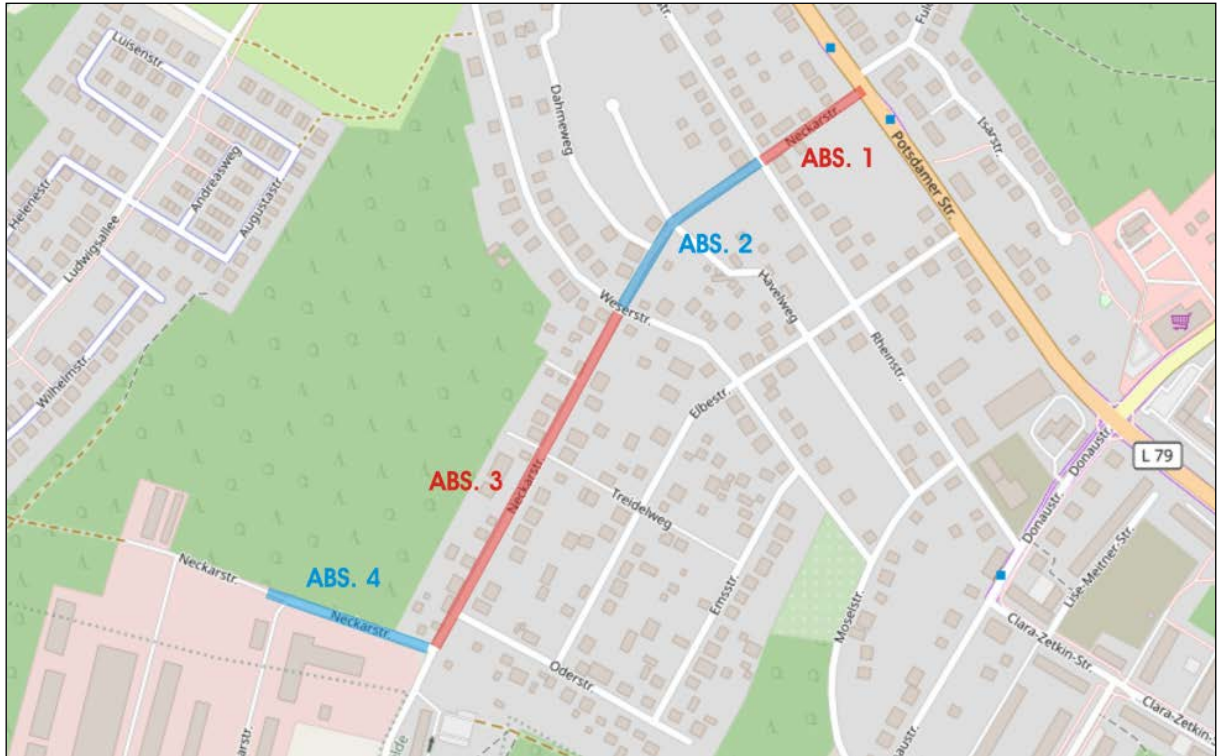 Luisenstr.
Helenestr.
Andreasweg
Augustastr.
Ludwigsallee
Wilhelmstr.
Dahmeweg
Neckarstr.
ABS. 1
Potsdamer Str.
Isarstr.
ABS. 2
Weserstr.
Havelweg
Rheinstr.
Elbestr.
L 79
Donaustr.
Donaustr.
ABS. 3
Neckarstr.
Treidelweg
Emsstr.
Moselstr.
Lise-Meitner-Str.
Neckarstr.
ABS. 4
Neckarstr.
Oderstr.
Clara-Zetkin-Str.
Clara-Zetkin-